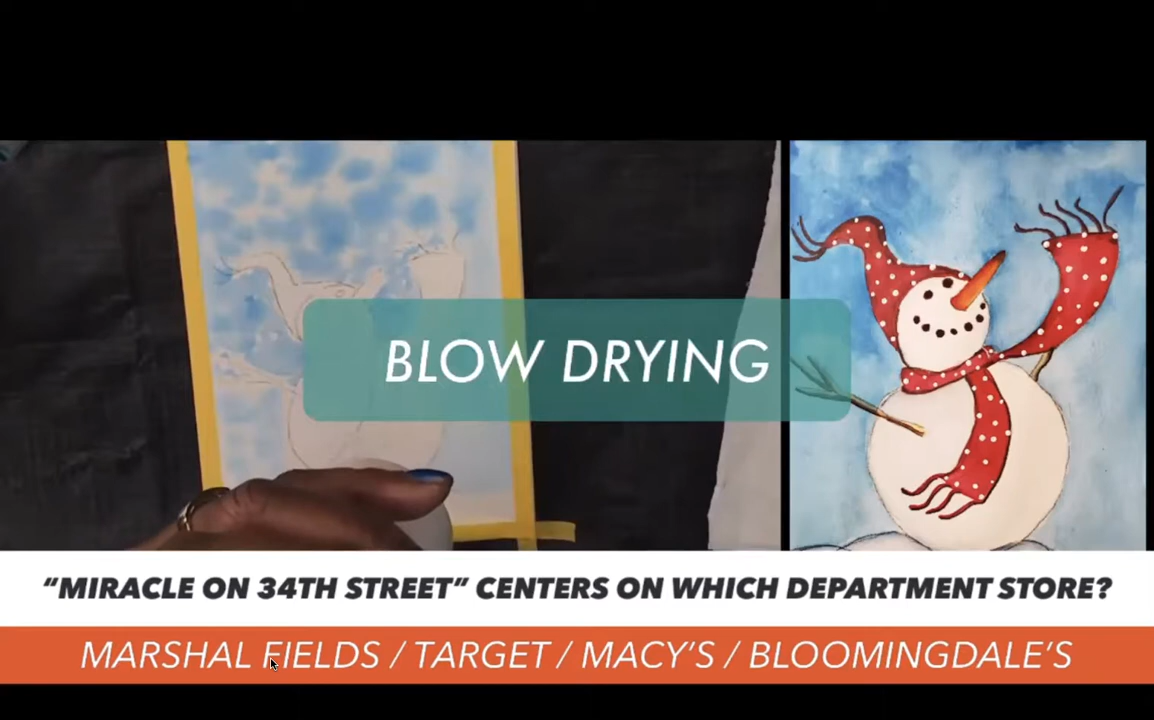 BLOW DRYING
“MIRACLE ON 34TH STREET” CENTERS ON WHICH DEPARTMENT STORE?
MARSHAL FIELDS / TARGET / MACY’S / BLOOMINGDALE’S